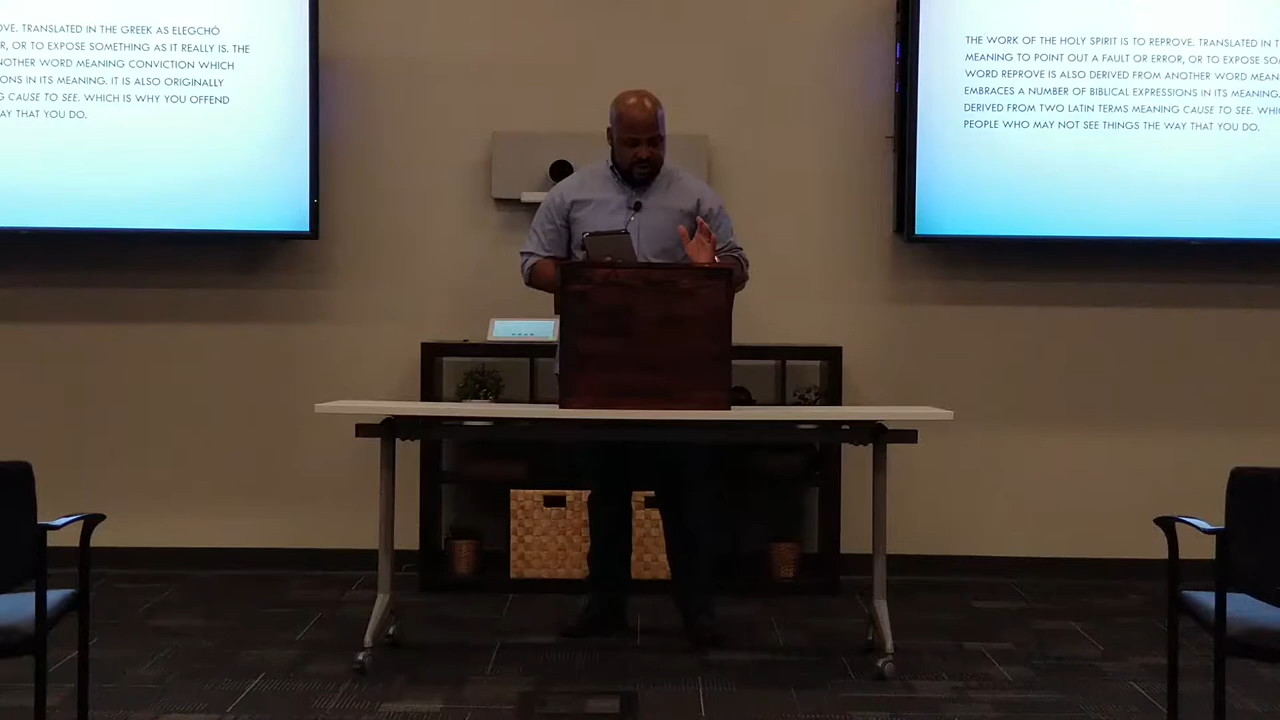 OVE. TRANSLATED IN THE GREEK AS ELEGCHÓ
R, OR TO EXPOSE SOMETHING AS IT REALLY IS. THE
NOTHER WORD MEANING CONVICTION WHICH
ONS IN ITS MEANING. IT IS ALSO ORIGINALLY
G CAUSE TO SEE. WHICH IS WHY YOU OFFEND
AY THAT YOU DO.
THE WORK OF THE HOLY SPIRIT IS TO REPROVE. TRANSLATED IN T
MEANING TO POINT OUT A FAULT OR ERROR, OR TO EXPOSE SO
WORD REPROVE IS ALSO DERIVED FROM ANOTHER WORD MEAN
EMBRACES A NUMBER OF BIBLICAL EXPRESSIONS IN ITS MEANING.
DERIVED FROM TWO LATIN TERMS MEANING CAUSE TO SEE. WHIC
PEOPLE WHO MAY NOT SEE THINGS THE WAY THAT YOU DO.